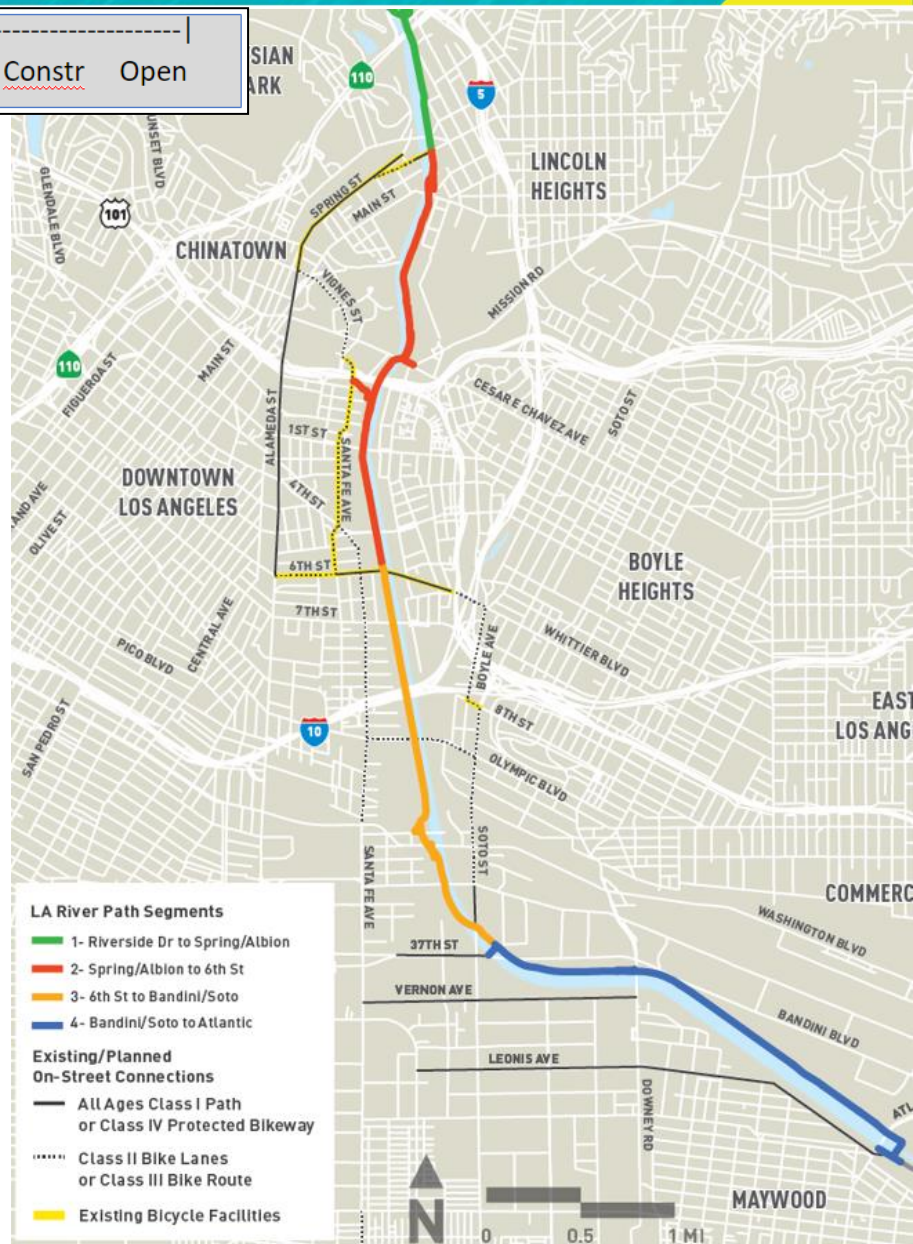 --------------------|
Constr Open
SIAN
ARK
110
5
UNSET BLVD
GLENDALE BLVD
LINCOLN
HEIGHTS
SPRING ST
MAIN ST
101
CHINATOWN
VIGNES ST
MISSION RD
110
FIGUEROA ST
MAIN ST
CESAR E CHAVEZ AVE
SOTO ST
ALAMEDA ST
1ST ST
SANTA FE AVE
DOWNTOWN
LOS ANGELES
4TH ST
AND AVE
OLIVE ST
6TH ST
BOYLE
HEIGHTS
7TH ST
CENTRAL AVE
PICO BLVD
BOYLE AVE
WHITTIER BLVD
SAN PEDRO ST
8TH ST
EAST
LOS ANG
10
OLYMPIC BLVD
SOTO ST
SANTA FE AVE
COMMERC
WASHINGTON BLVD
37TH ST
VERNON AVE
BANDINI BLVD
LEONIS AVE
DOWNEY RD
ATL
MAYWOOD
LA River Path Segments
1- Riverside Dr to Spring/Albion
2- Spring/Albion to 6th St
3- 6th St to Bandini/Soto
4- Bandini/Soto to Atlantic
Existing/Planned
On-Street Connections
All Ages Class I Path
or Class IV Protected Bikeway
Class II Bike Lanes
or Class III Bike Route
Existing Bicycle Facilities
N
0 0.5 1 MI